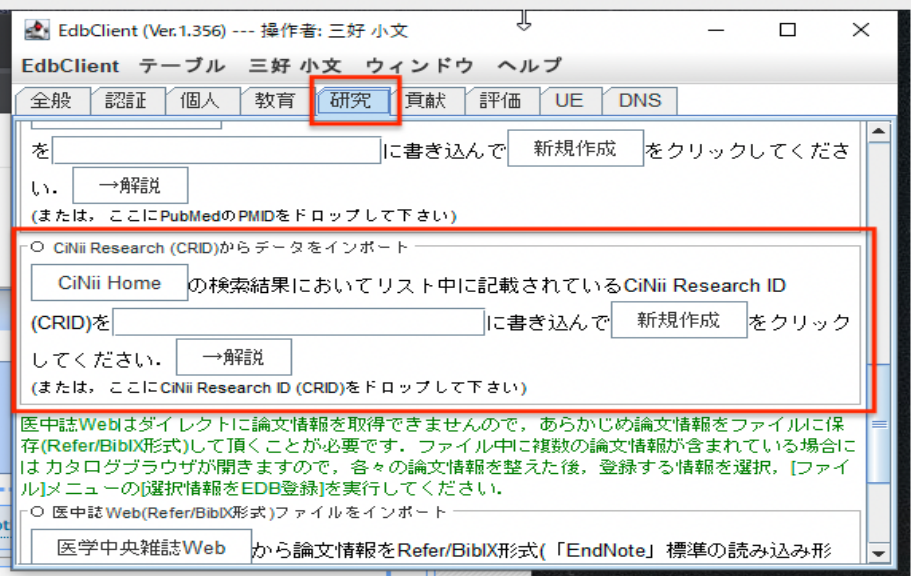 EdbClient (Ver.1.356) --- 操作者: 三好 小文
EdbClient テーブル 三好 小文 ウィンドウ ヘルプ
全般 認証 個人 教育 研究 貢献 評価 UE DNS
を に書き込んで 新規作成 をクリックしてくださ
い. →解説
(または, ここにPubMedのPMIDをドロップして下さい)
CiNii Research (CRID)からデータをインポート
CiNii Home の検索結果においてリスト中に記載されているCiNii Research ID
(CRID)を に書き込んで 新規作成 をクリック
してください. →解説
(または, ここにCiNii Research ID (CRID)をドロップして下さい)
医中誌Webはダイレクトに論文情報を取得できませんので, あらかじめ論文情報をファイルに保
存(Refer/BibIX形式)して頂くことが必要です. ファイル中に複数の論文情報が含まれている場合に
はカタログブラウザが開きますので, 各々の論文情報を整えた後, 登録する情報を選択, [ファイ
ル]メニューの[選択情報をEDB登録]を実行してください.
医中誌Web(Refer/BibIX形式)ファイルをインポート
医学中央雑誌Web から論文情報をRefer/BibIX形式(「EndNote」標準の読み込み形